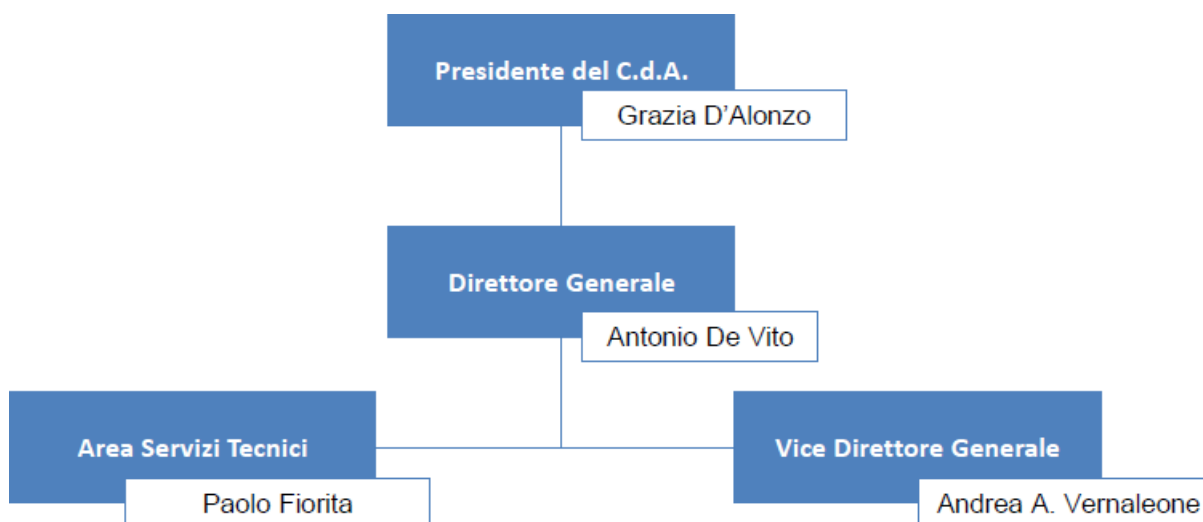 Presidente del C.d.A.
Grazia D’Alonzo
Direttore Generale
Antonio De Vito
Area Servizi Tecnici
Paolo Fiorita
Vice Direttore Generale
Andrea A. Vernaleone